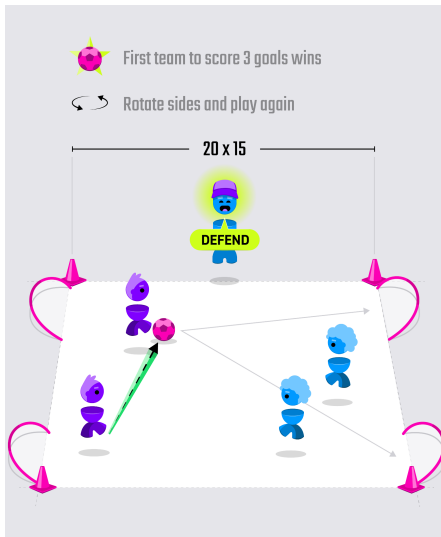 First team to score 3 goals wins
Rotate sides and play again
20 x 15
DEFEND